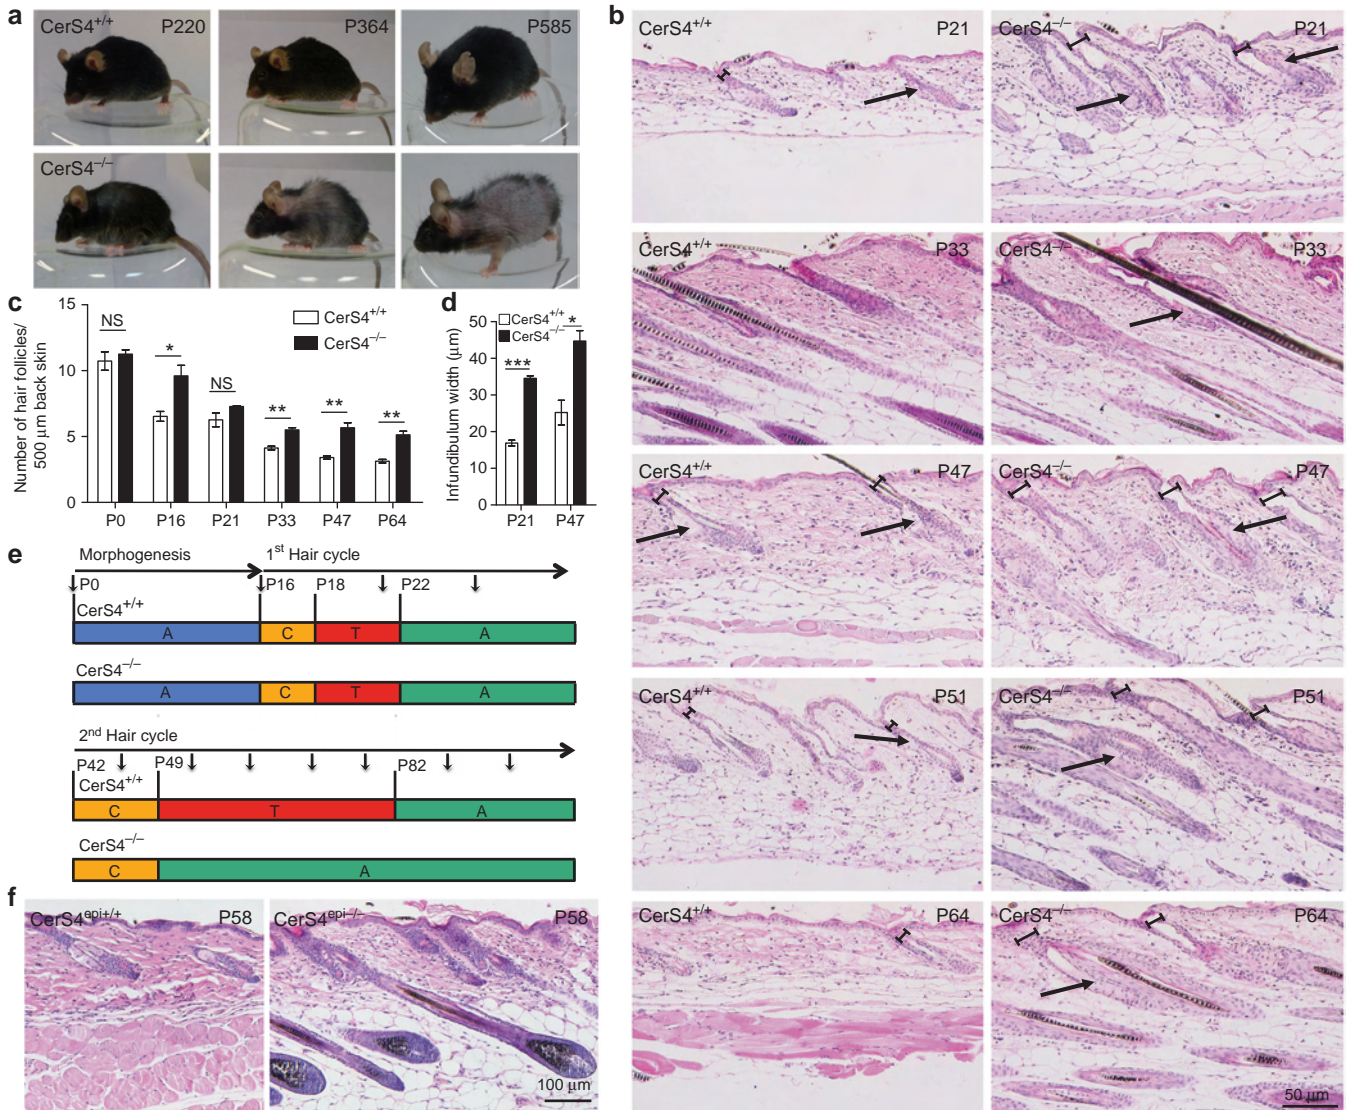 a
CerS4+/+ P220
P364
P585
CerS4−/−
b
CerS4+/+ P21
CerS4−/− P21
CerS4+/+ P33
CerS4−/− P33
CerS4+/+ P47
CerS4−/− P47
CerS4+/+ P51
CerS4−/− P51
CerS4+/+ P64
CerS4−/− P64
50 μm
c
Number of hair follicles/
500 μm back skin
15
10
5
0
NS
*
NS
**
**
**
CerS4+/+
CerS4−/−
P0 P16 P21 P33 P47 P64
d
Infundibulum width (μm)
50
40
30
20
10
0
CerS4+/+
CerS4−/−
***
*
P21 P47
e
Morphogenesis 1st Hair cycle
P0 P16 P18 P22
CerS4+/+
A C T A
CerS4−/−
A C T A
2nd Hair cycle
P42 P49 P82
CerS4+/+
C T A
CerS4−/−
C A
f
CerS4epi+/+ P58
CerS4epi−/− P58
100 μm